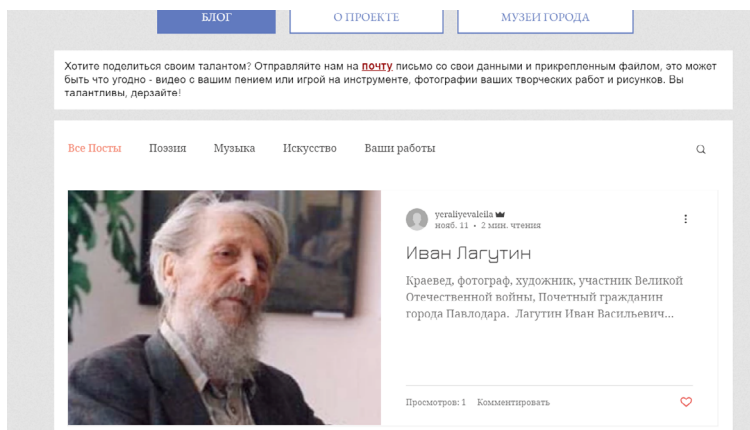 БЛОГ
О ПРОЕКТЕ
МУЗЕИ ГОРОДА
Хотите поделиться своим талантом? Отправляйте нам на почту письмо со свои данными и прикрепленным файлом, это может
быть что угодно - видео с вашим пением или игрой на инструменте, фотографии ваших творческих работ и рисунков. Вы
талантливы, дерзайте!
Все Посты
Поэзия
Музыка
Искусство
Ваши работы
yeraliyevaleila
нояб. 11 • 2 мин. чтения
Иван Лагутин
Краевед, фотограф, художник, участник Великой
Отечественной войны, Почетный гражданин
города Павлодара. Лагутин Иван Васильевич...
Просмотров: 1
Комментировать